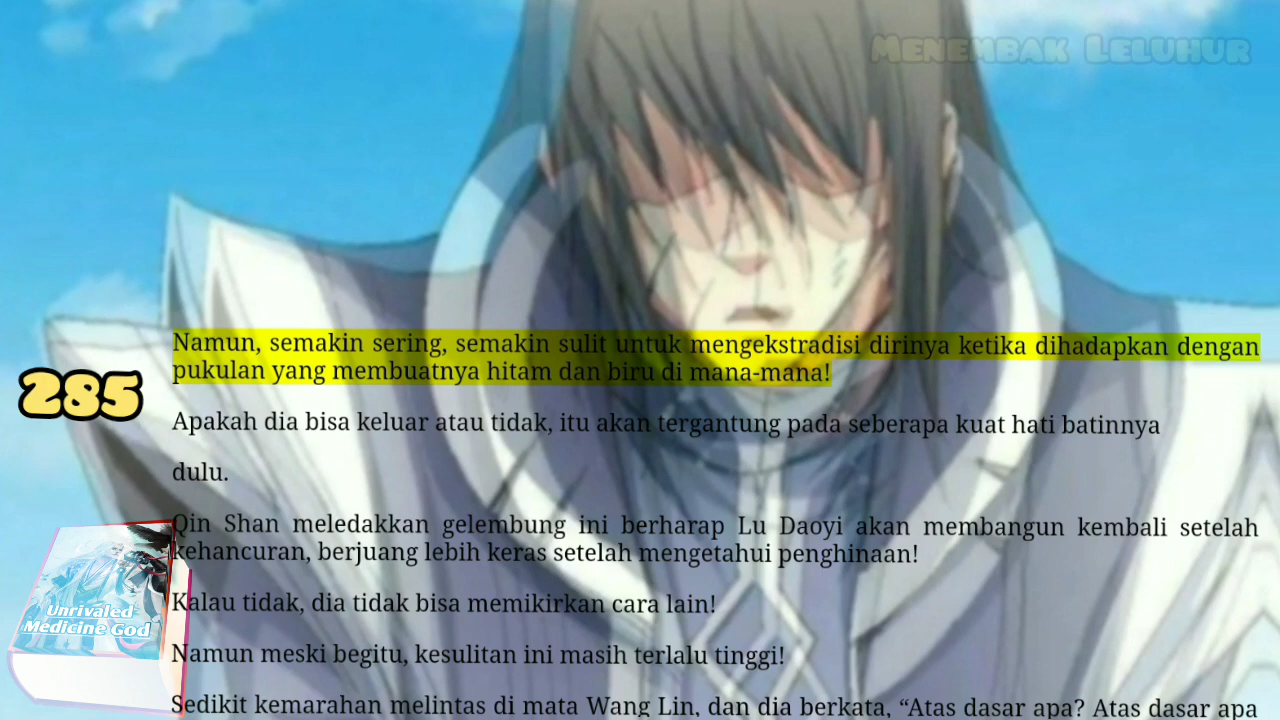 Menembak Leluhur
Namun, semakin sering, semakin sulit untuk mengekstradisi dirinya ketika dihadapkan dengan
pukulan yang membuatnya hitam dan biru di mana-mana!
285
Apakah dia bisa keluar atau tidak, itu akan tergantung pada seberapa kuat hati batinnya
dulu.
Qin Shan meledakkan gelembung ini berharap Lu Daoyi akan membangun kembali setelah
kehancuran, berjuang lebih keras setelah mengetahui penghinaan!
Kalau tidak, dia tidak bisa memikirkan cara lain!
Unrivaled
Medicine God
Namun meski begitu, kesulitan ini masih terlalu tinggi!
Sedikit kemarahan melintas di mata Wang Lin, dan dia berkata, “Atas dasar apa? Atas dasar apa